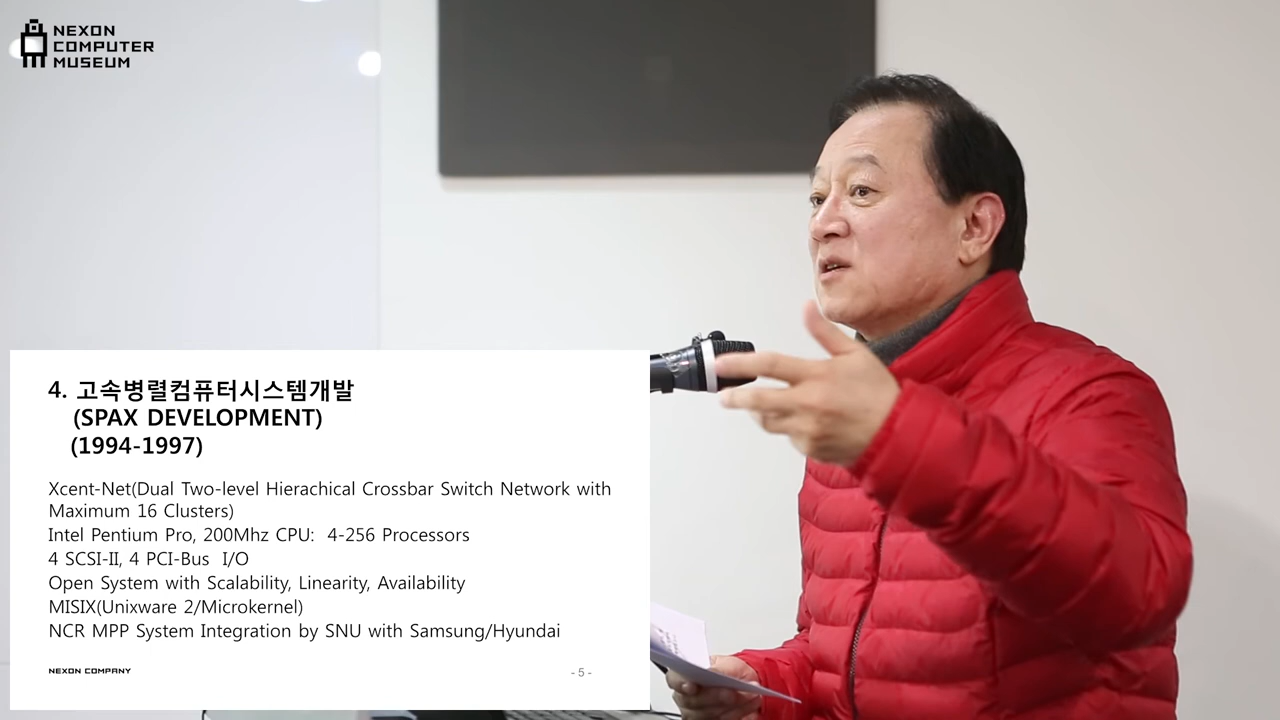 NEXON
COMPUTER
MUSEUM
4. 고속병렬컴퓨터시스템개발
(SPAX DEVELOPMENT)
(1994-1997)
Xcent-Net(Dual Two-level Hierachical Crossbar Switch Network with
Maximum 16 Clusters)
Intel Pentium Pro, 200Mhz CPU: 4-256 Processors
4 SCSI-II, 4 PCI-Bus I/O
Open System with Scalability, Linearity, Availability
MISIX(Unixware 2/Microkernel)
NCR MPP System Integration by SNU with Samsung/Hyundai
NEXON COMPANY
- 5 -